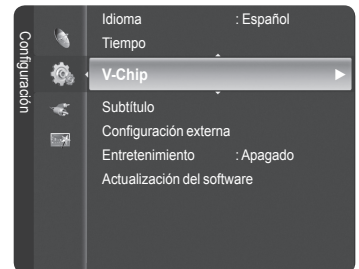 Configuración
Idioma : Español
Tiempo
V-Chip
Subtítulo
Configuración externa
Entretenimiento : Apagado
Actualización del software